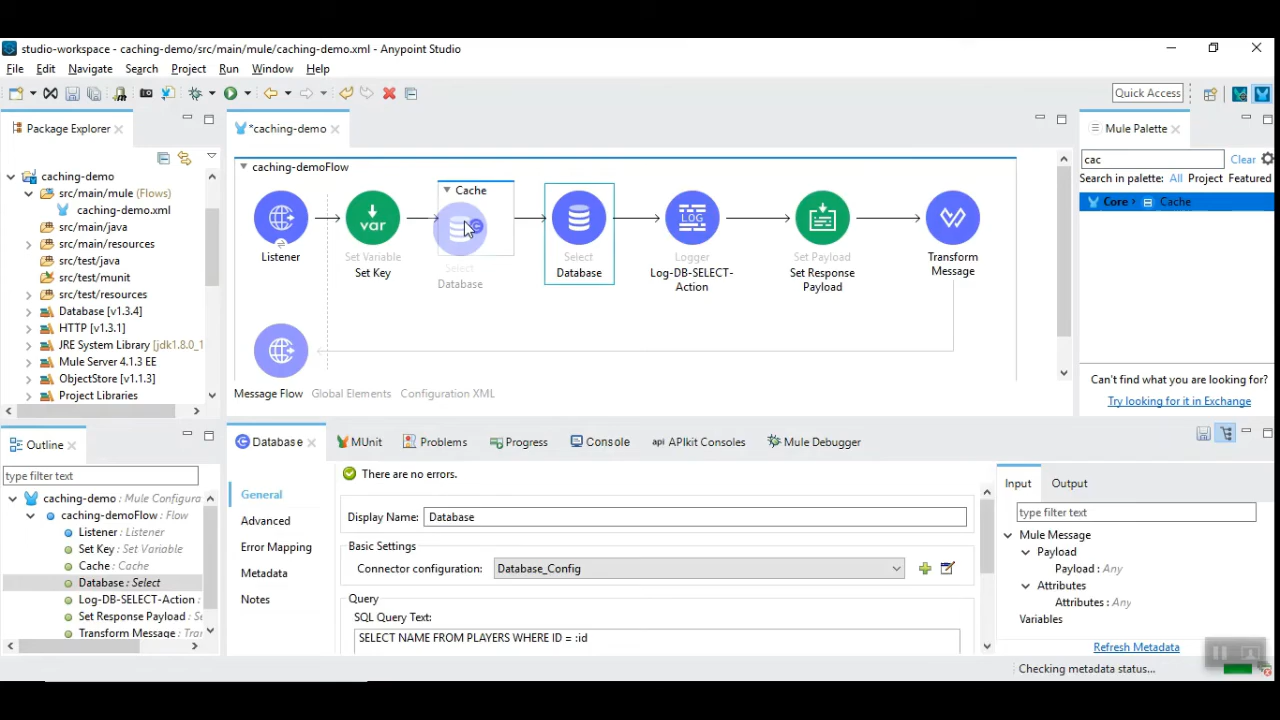 studio-workspace - caching-demo/src/main/mule/caching-demo.xml - Anypoint Studio
File Edit Navigate Search Project Run Window Help
Quick Access
Package Explorer
caching-demo
src/main/mule (Flows)
caching-demo.xml
src/main/java
src/main/resources
src/test/java
src/test/munit
src/test/resources
Database [v1.3.4]
HTTP [v1.3.1]
JRE System Library [jdk1.8.0_1
Mule Server 4.1.3 EE
ObjectStore [v1.1.3]
Project Libraries
*caching-demo
caching-demoFlow
Listener
var
Set Variable
Set Key
Cache
Select
Database
Select
Database
LOG
Logger
Log-DB-SELECT-
Action
Set Payload
Set Response
Payload
Transform
Message
Message Flow Global Elements Configuration XML
Mule Palette
cac
Clear
Search in palette: All Project Featured
Core > Cache
Can't find what you are looking for?
Try looking for it in Exchange
Outline
type filter text
caching-demo : Mule Configura
caching-demoFlow : Flow
Listener : Listener
Set Key : Set Variable
Cache : Cache
Database : Select
Log-DB-SELECT-Action :
Set Response Payload : Se
Transform Message : Tra
Database MUnit Problems Progress Console api APIkit Consoles Mule Debugger
General
Advanced
Error Mapping
Metadata
Notes
There are no errors.
Display Name: Database
Basic Settings
Connector configuration: Database_Config
Query
SQL Query Text:
SELECT NAME FROM PLAYERS WHERE ID = :id
Input Output
type filter text
Mule Message
Payload
Payload : Any
Attributes
Attributes : Any
Variables
Refresh Metadata
Checking metadata status...